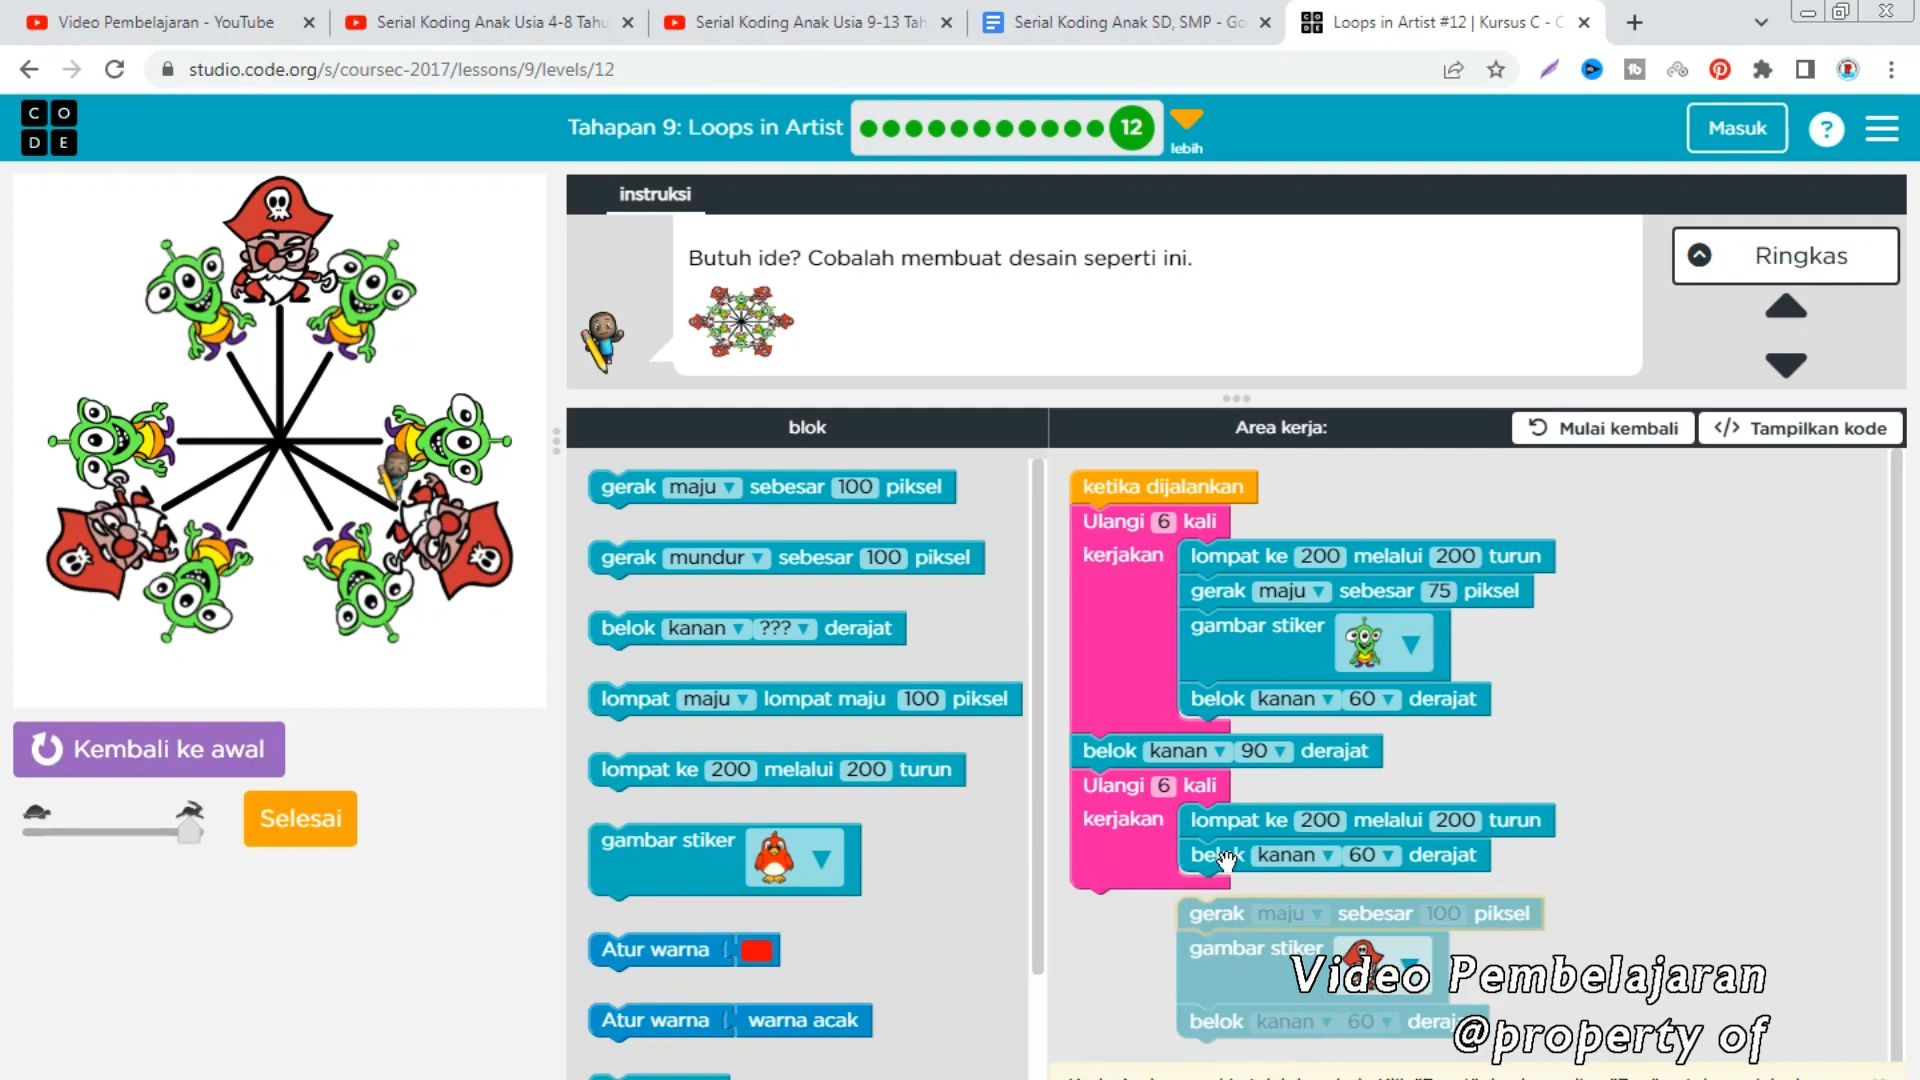 Video Pembelajaran - YouTube
Serial Koding Anak Usia 4-8 Tahu
Serial Koding Anak Usia 9-13 Tah
Serial Koding Anak SD, SMP - Go
Loops in Artist #12 | Kursus C - C
studio.code.org/s/coursec-2017/lessons/9/levels/12
C O
D E
Tahapan 9: Loops in Artist
12
lebih
Masuk
?
instruksi
Butuh ide? Cobalah membuat desain seperti ini.
Ringkas
blok
Area kerja:
Mulai kembali
</> Tampilkan kode
Kembali ke awal
Selesai
gerak maju sebesar 100 piksel
gerak mundur sebesar 100 piksel
belok kanan ??? derajat
lompat maju lompat maju 100 piksel
lompat ke 200 melalui 200 turun
gambar stiker
Atur warna
Atur warna warna acak
ketika dijalankan
Ulangi 6 kali
kerjakan
lompat ke 200 melalui 200 turun
gerak maju sebesar 75 piksel
gambar stiker
belok kanan 60 derajat
belok kanan 90 derajat
Ulangi 6 kali
kerjakan
lompat ke 200 melalui 200 turun
belok kanan 60 derajat
gerak maju sebesar 100 piksel
gambar stiker
belok kanan 60
Video Pembelajaran
@property of